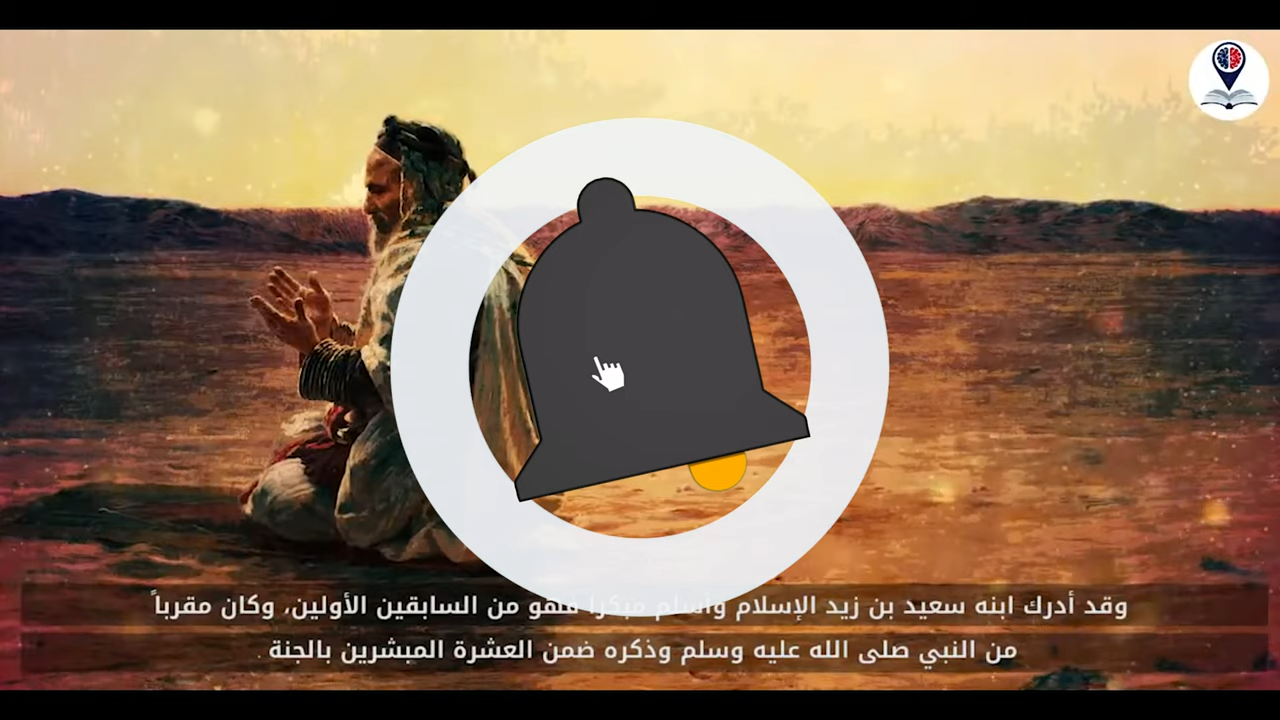 وقد أدرك ابنه سعيد بن زيد الإسلام وأسلم مبكرا فهو من السابقين الأولين، وكان مقرباً
من النبي صلى الله عليه وسلم وذكره ضمن العشرة المبشرين بالجنة .